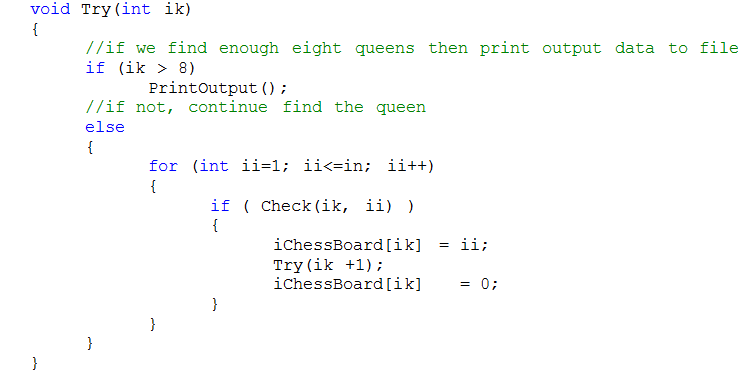 void Try(int ik)
{
//if we find enough eight queens then print output data to file
if (ik > 8)
PrintOutput();
//if not, continue find the queen
else
{
for (int ii=1; ii<=in; ii++)
{
if ( Check(ik, ii) )
{
iChessBoard[ik] = ii;
Try(ik +1);
iChessBoard[ik] = 0;
}
}
}
}